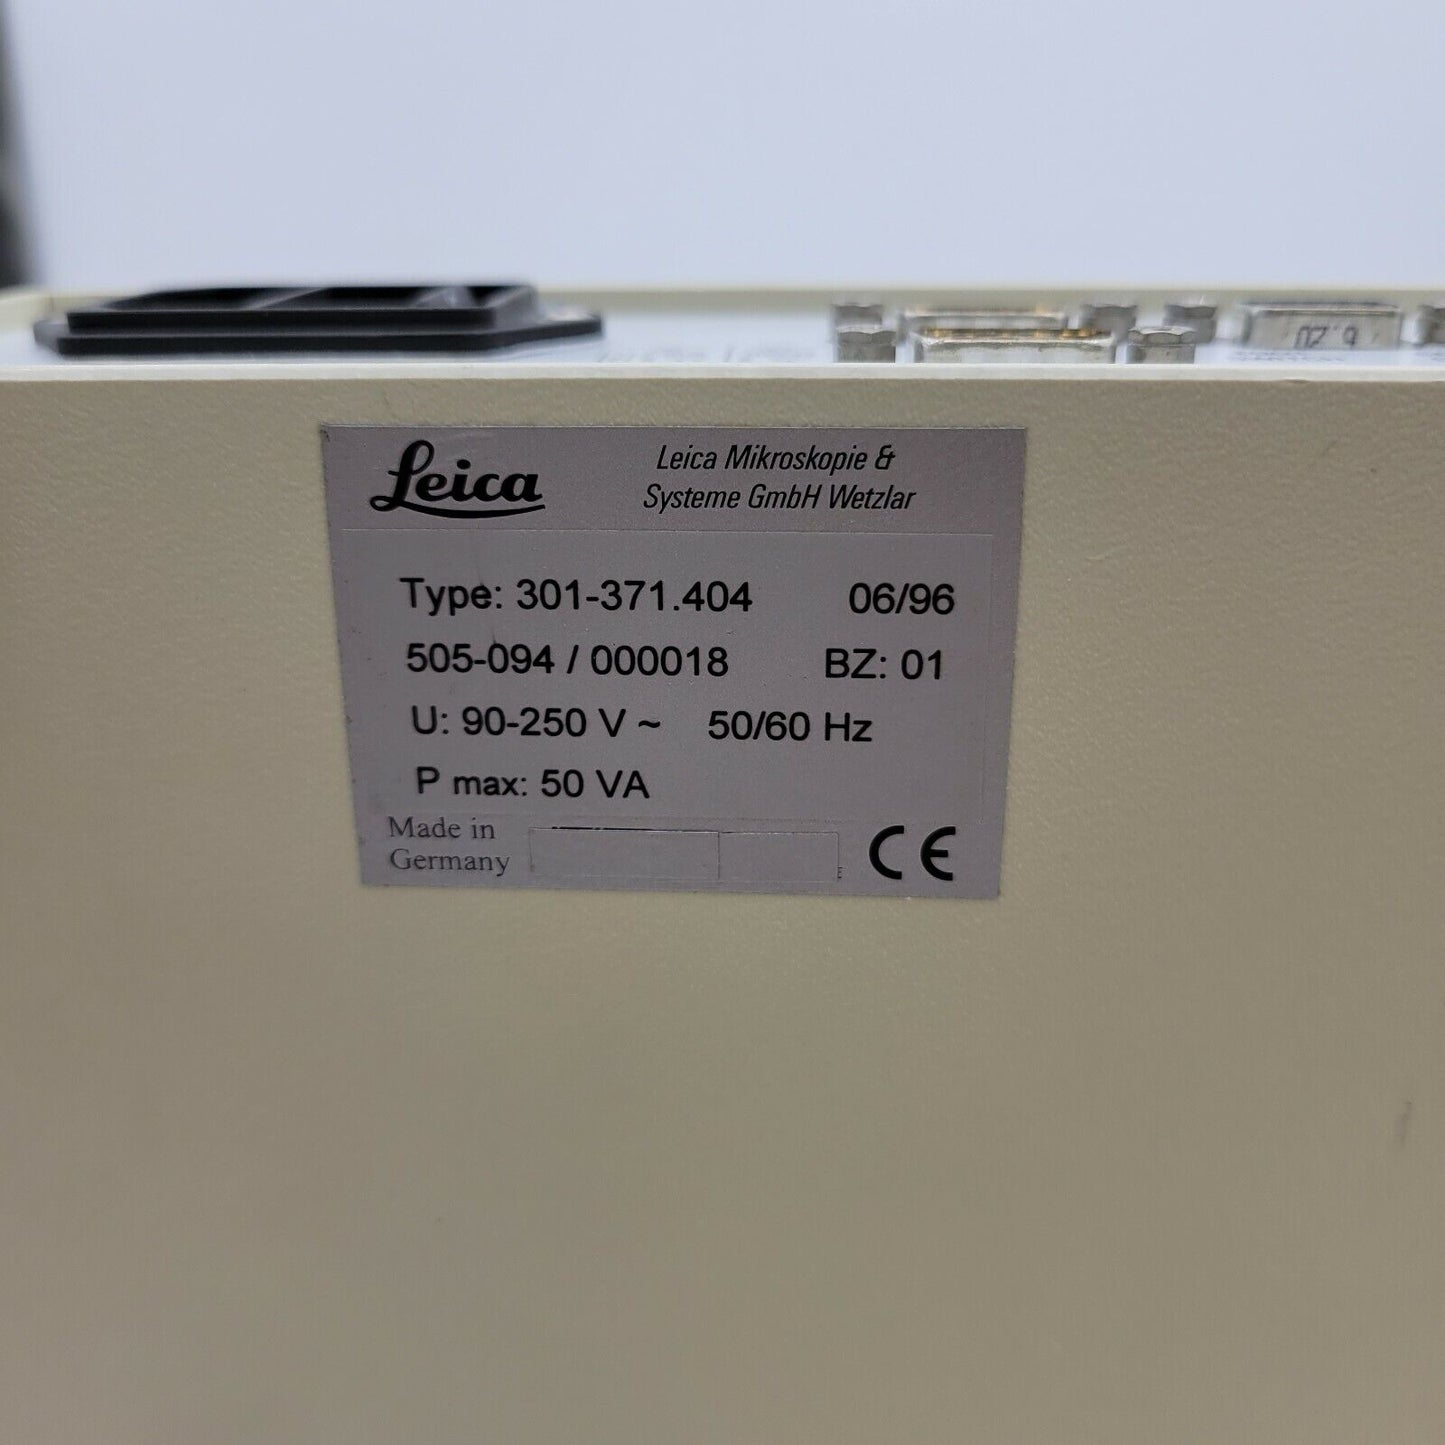 Leica
Leica Mikroskopie &
Systeme GmbH Wetzlar
Type: 301-371.404 06/96
505-094 / 000018 BZ: 01
U: 90-250 V ~ 50/60 Hz
P max: 50 VA
Made in
Germany
CE